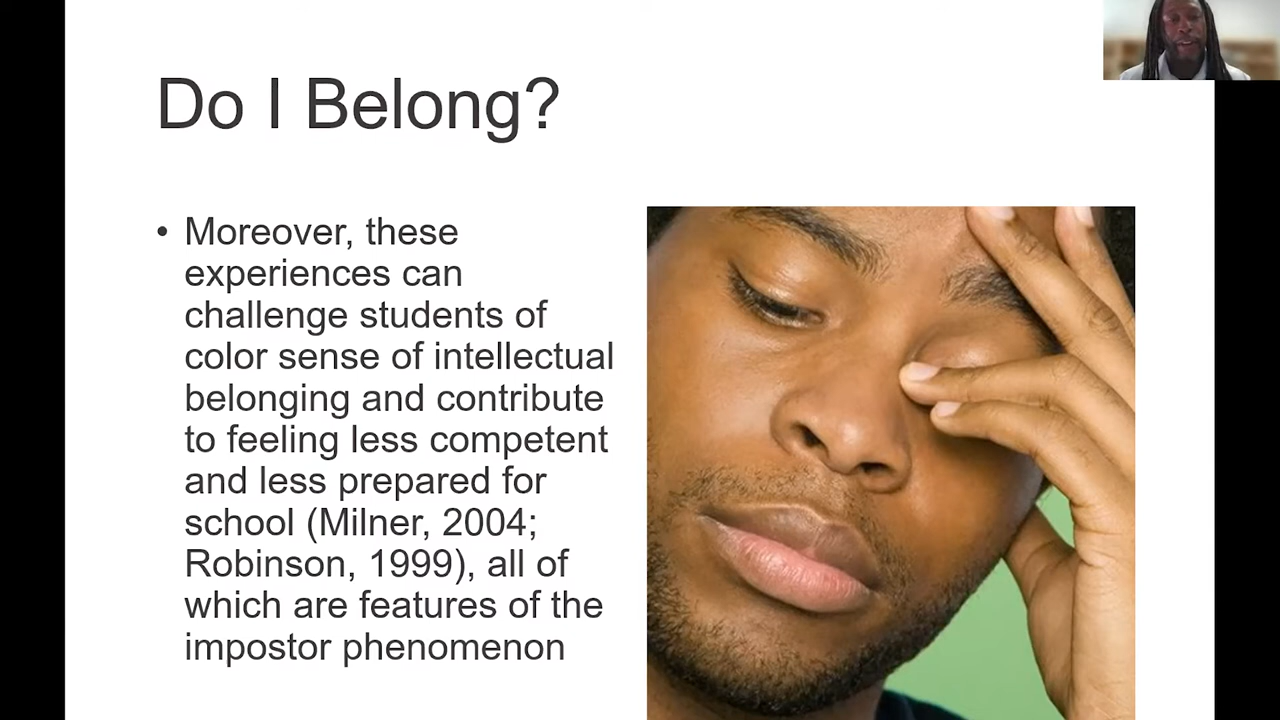 Do I Belong?
• Moreover, these
experiences can
challenge students of
color sense of intellectual
belonging and contribute
to feeling less competent
and less prepared for
school (Milner, 2004;
Robinson, 1999), all of
which are features of the
impostor phenomenon